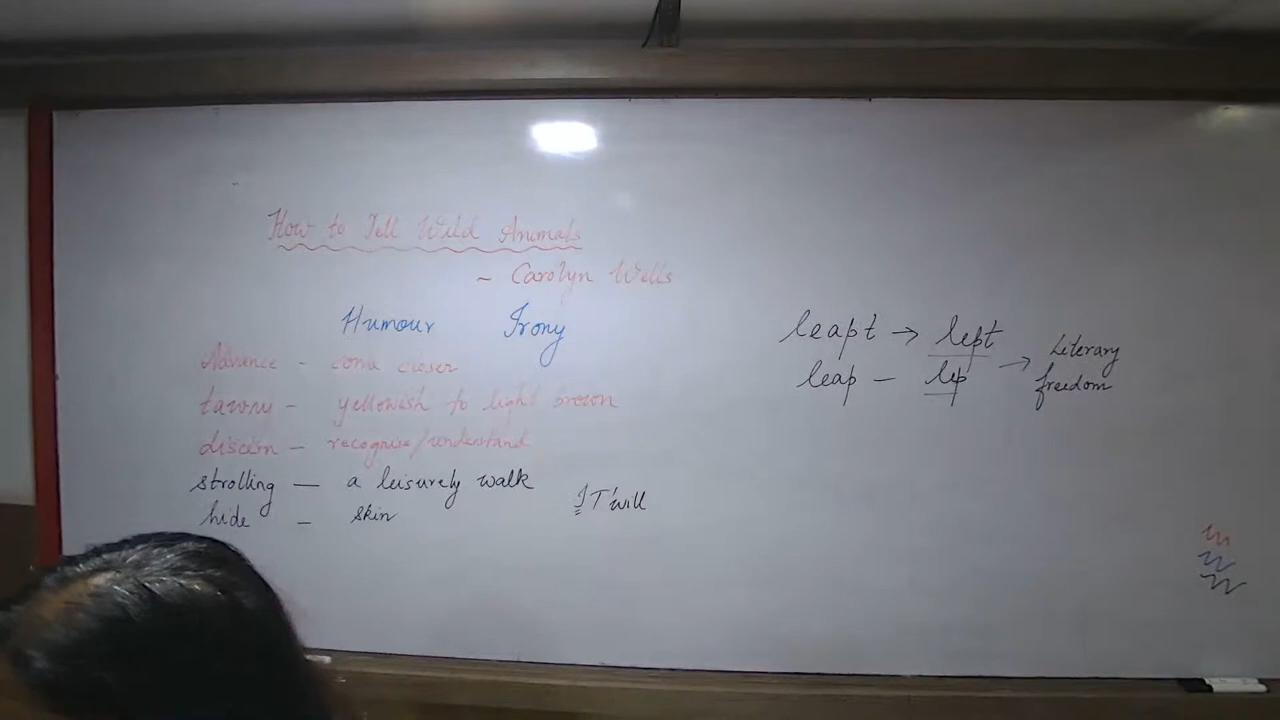 How to Tell Wild Animals
~ Carolyn Wells
Humour Irony
Advance - come closer
tawny - yellowish to light brown
discern - recognise/understand
strolling — a leisurely walk
hide - skin
IT'will
leapt → lept
leap — lep → Literary
freedom